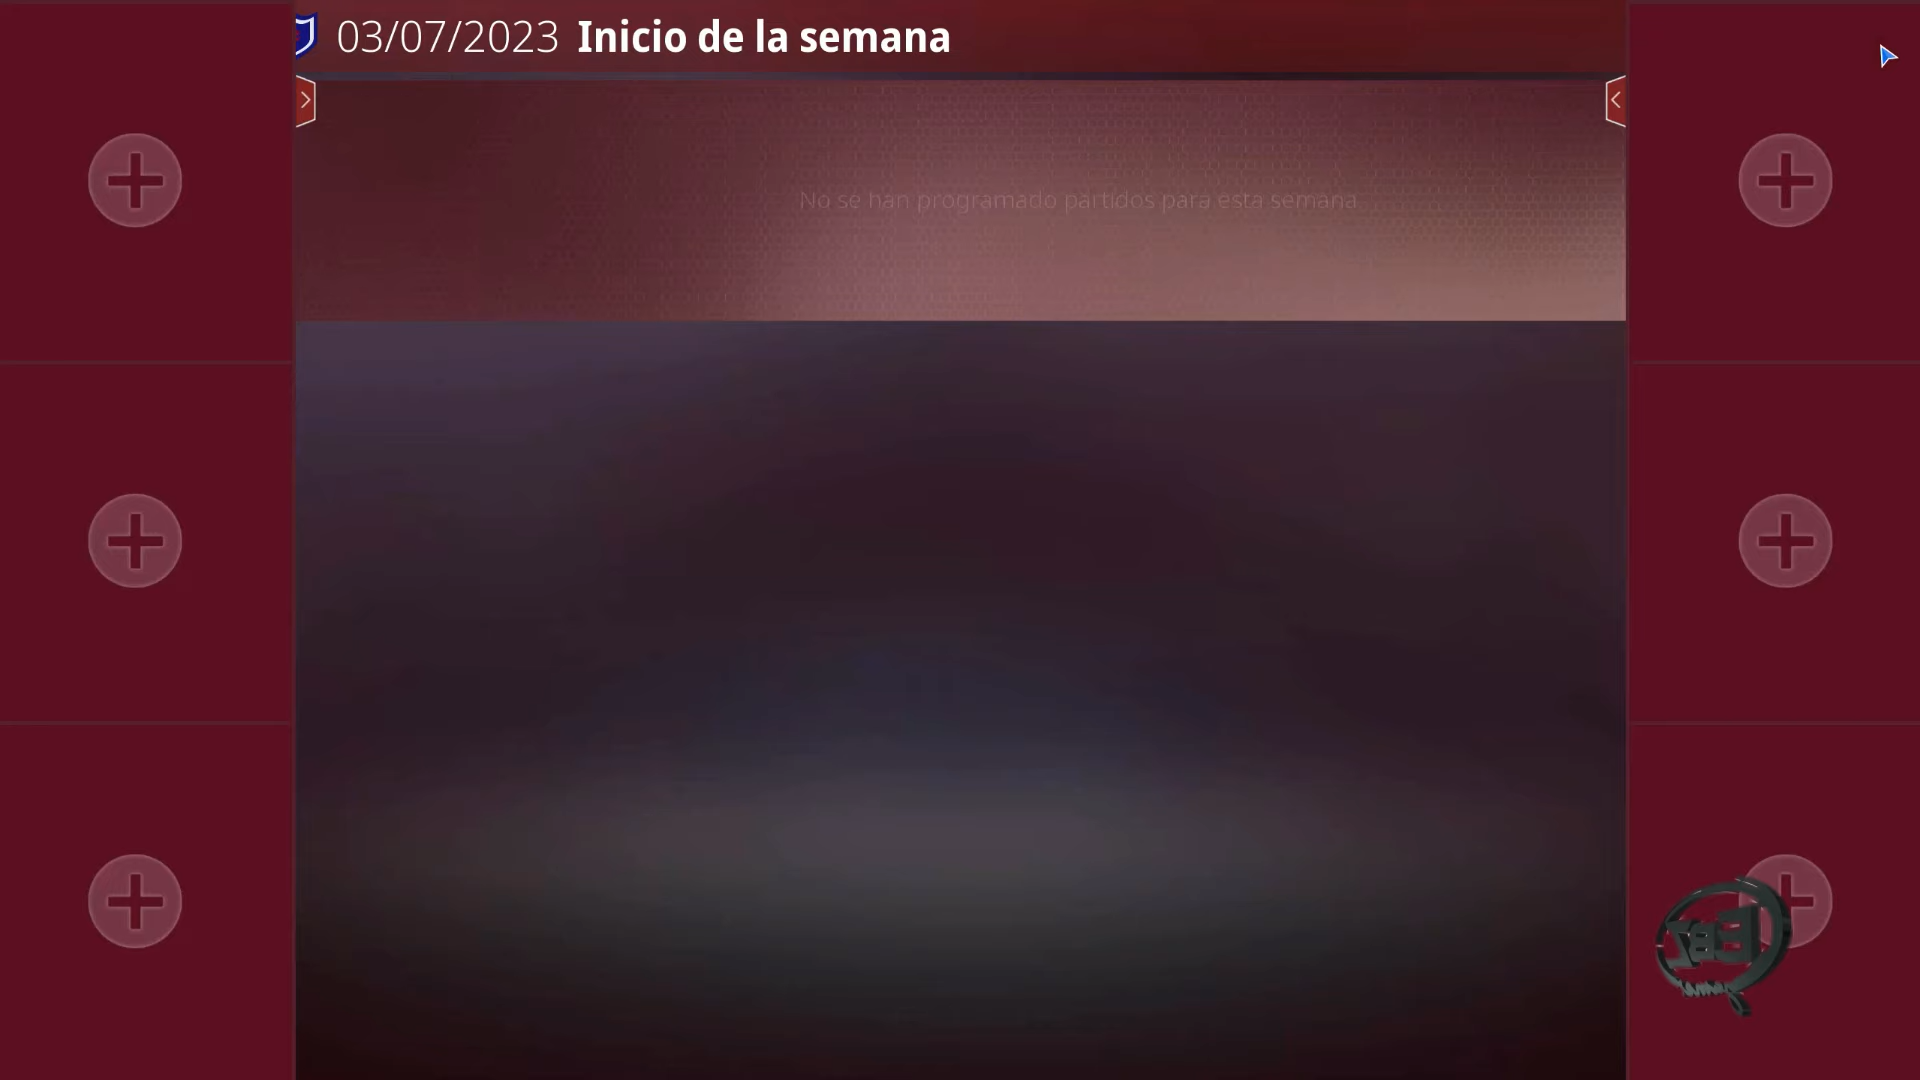 03/07/2023 Inicio de la semana
No se han programado partidos para esta semana.